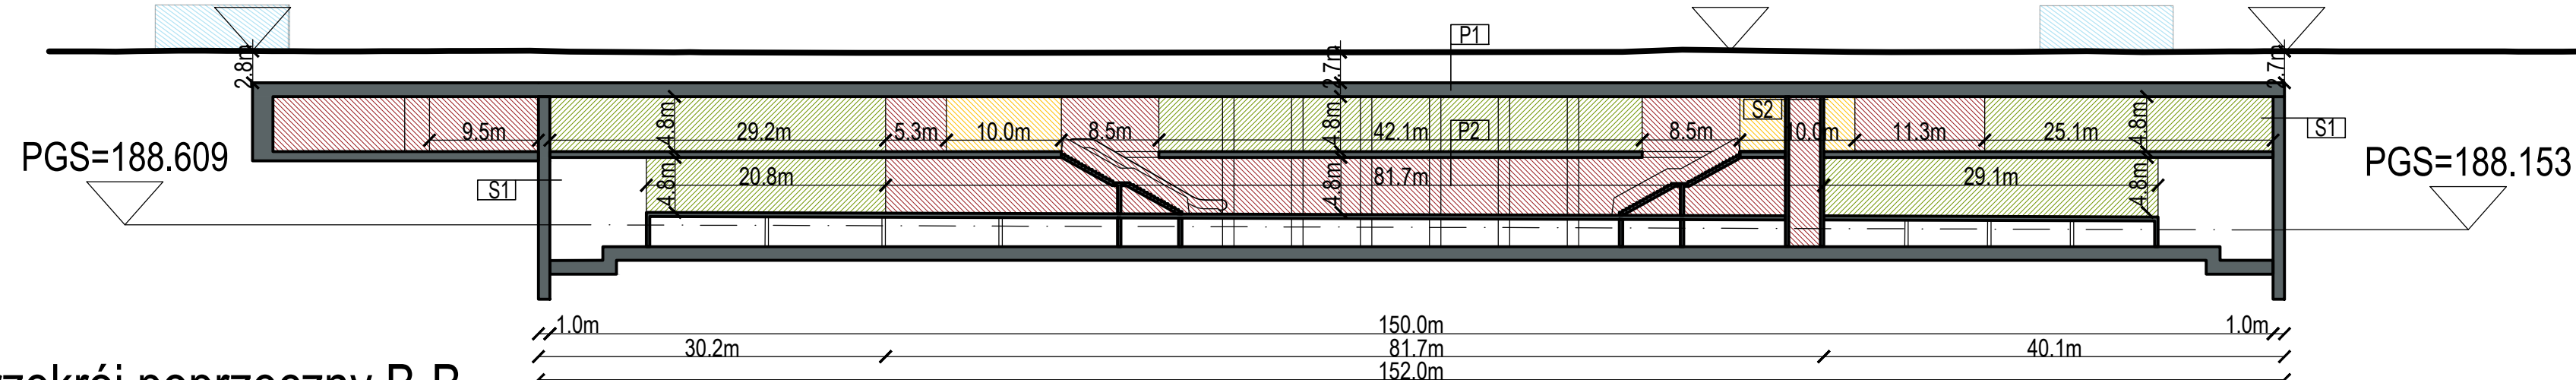 P1
2.8m
2.7m
2.7m
9.5m
4.8m
29.2m
5.3m
10.0m
8.5m
4.8m
42.1m
P2
8.5m
S2
10.0m
11.3m
25.1m
4.8m
S1
PGS=188.609
PGS=188.153
S1
4.8m
20.8m
4.8m
81.7m
29.1m
4.8m
1.0m
150.0m
1.0m
30.2m
81.7m
40.1m
152.0m
rzekrój poprzeczny B-B